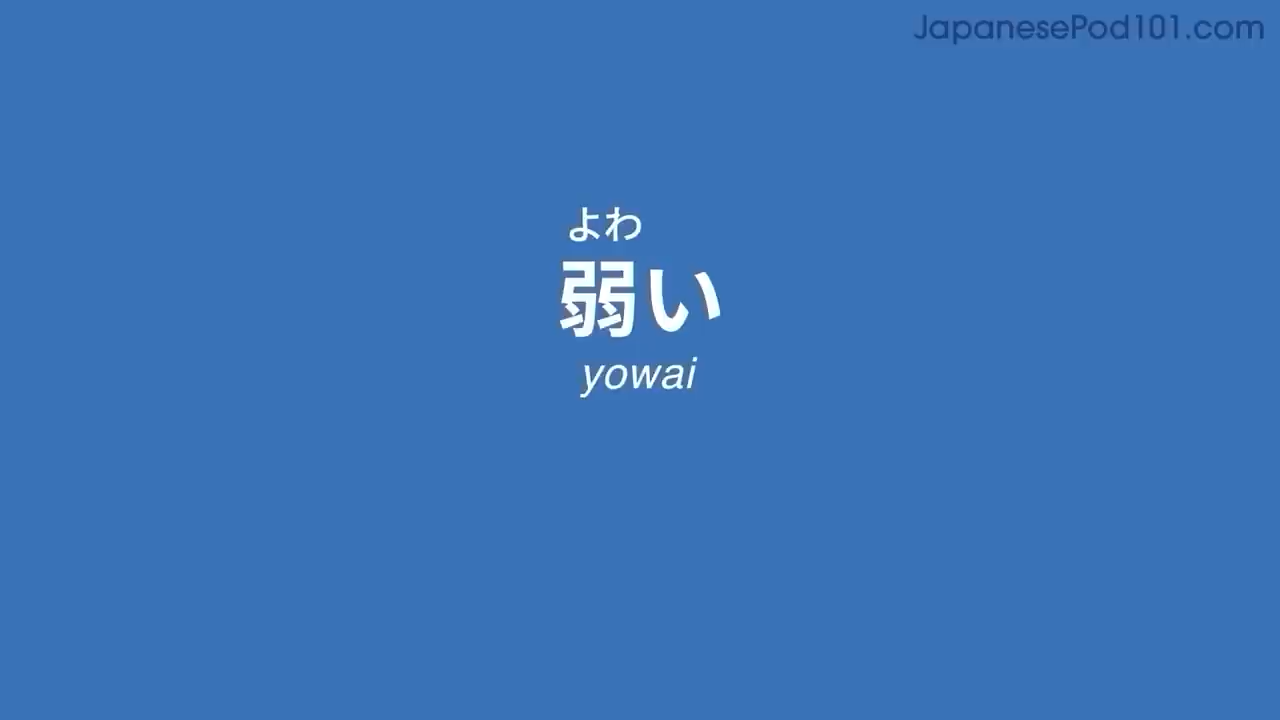 JapanesePod101.com
よわ
弱い
yowai